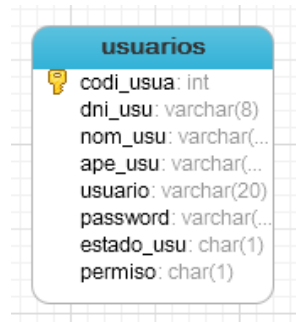 usuarios
codi_usua: int
dni_usu: varchar(8)
nom_usu: varchar(...
ape_usu: varchar(...
usuario: varchar(20)
password: varchar(...
estado_usu: char(1)
permiso: char(1)